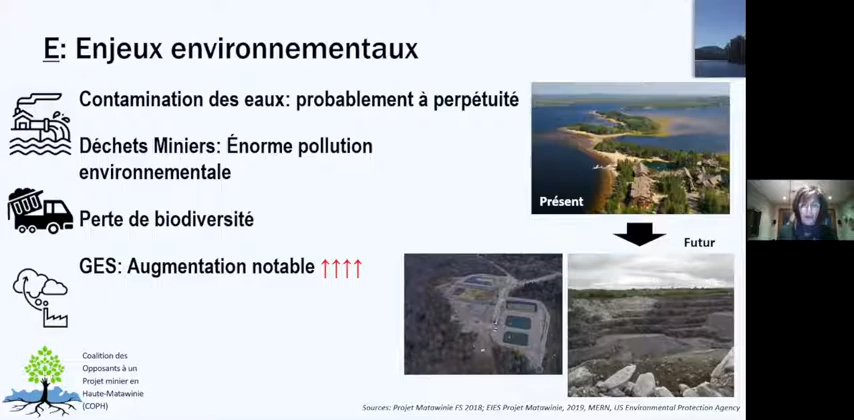 E: Enjeux environnementaux
Contamination des eaux: probablement à perpétuité
Déchets Miniers: Énorme pollution
environnementale
Perte de biodiversité
GES: Augmentation notable ↑↑↑↑
Présent
Futur
Coalition des
Opposants à un
Projet minier en
Haute-Matawinie
(COPH)
Sources: Projet Matawinie FS 2018; EIES Projet Matawinie, 2019, MERN, US Environmental Protection Agency